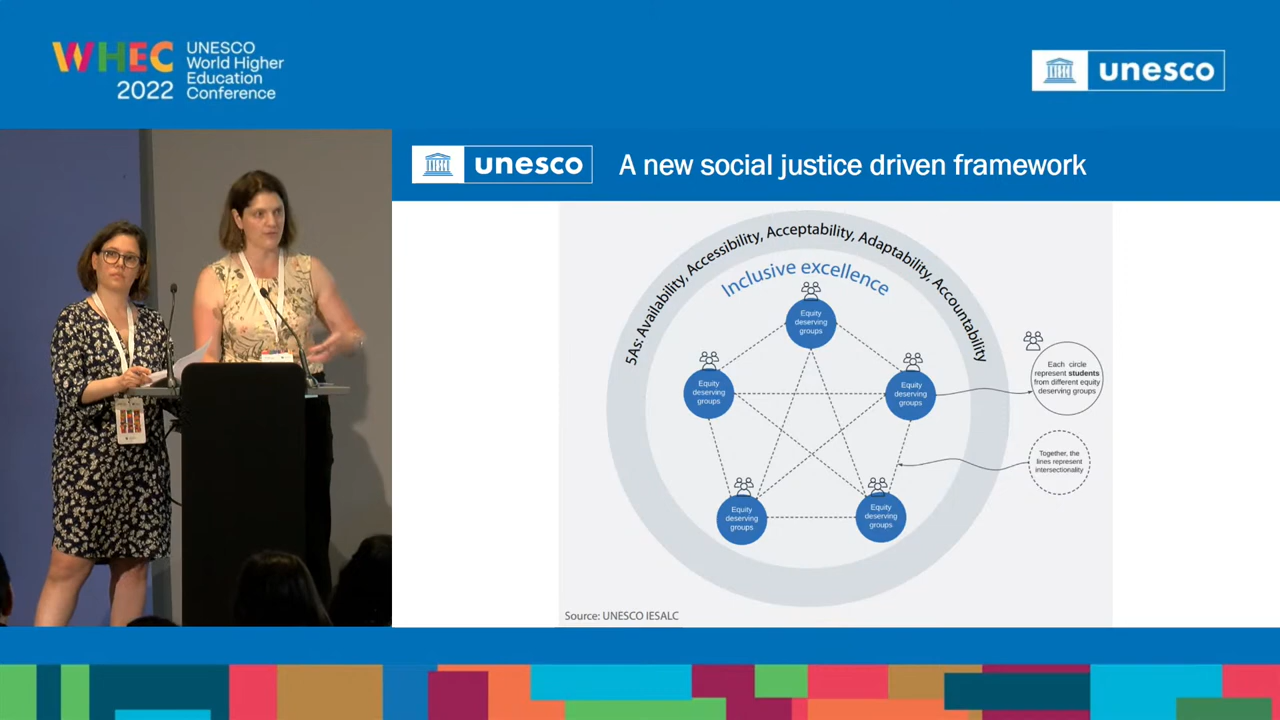 WHEC
2022
UNESCO
World Higher
Education
Conference
unesco
unesco
A new social justice driven framework
5As: Availability, Accessibility, Acceptability, Adaptability, Accountability
Inclusive excellence
Equity
deserving
groups
Equity
deserving
groups
Equity
deserving
groups
Equity
deserving
groups
Equity
deserving
groups
Each circle
represent students
from different equity
deserving groups
Together, the
lines represent
intersectionality
Source: UNESCO IESALC